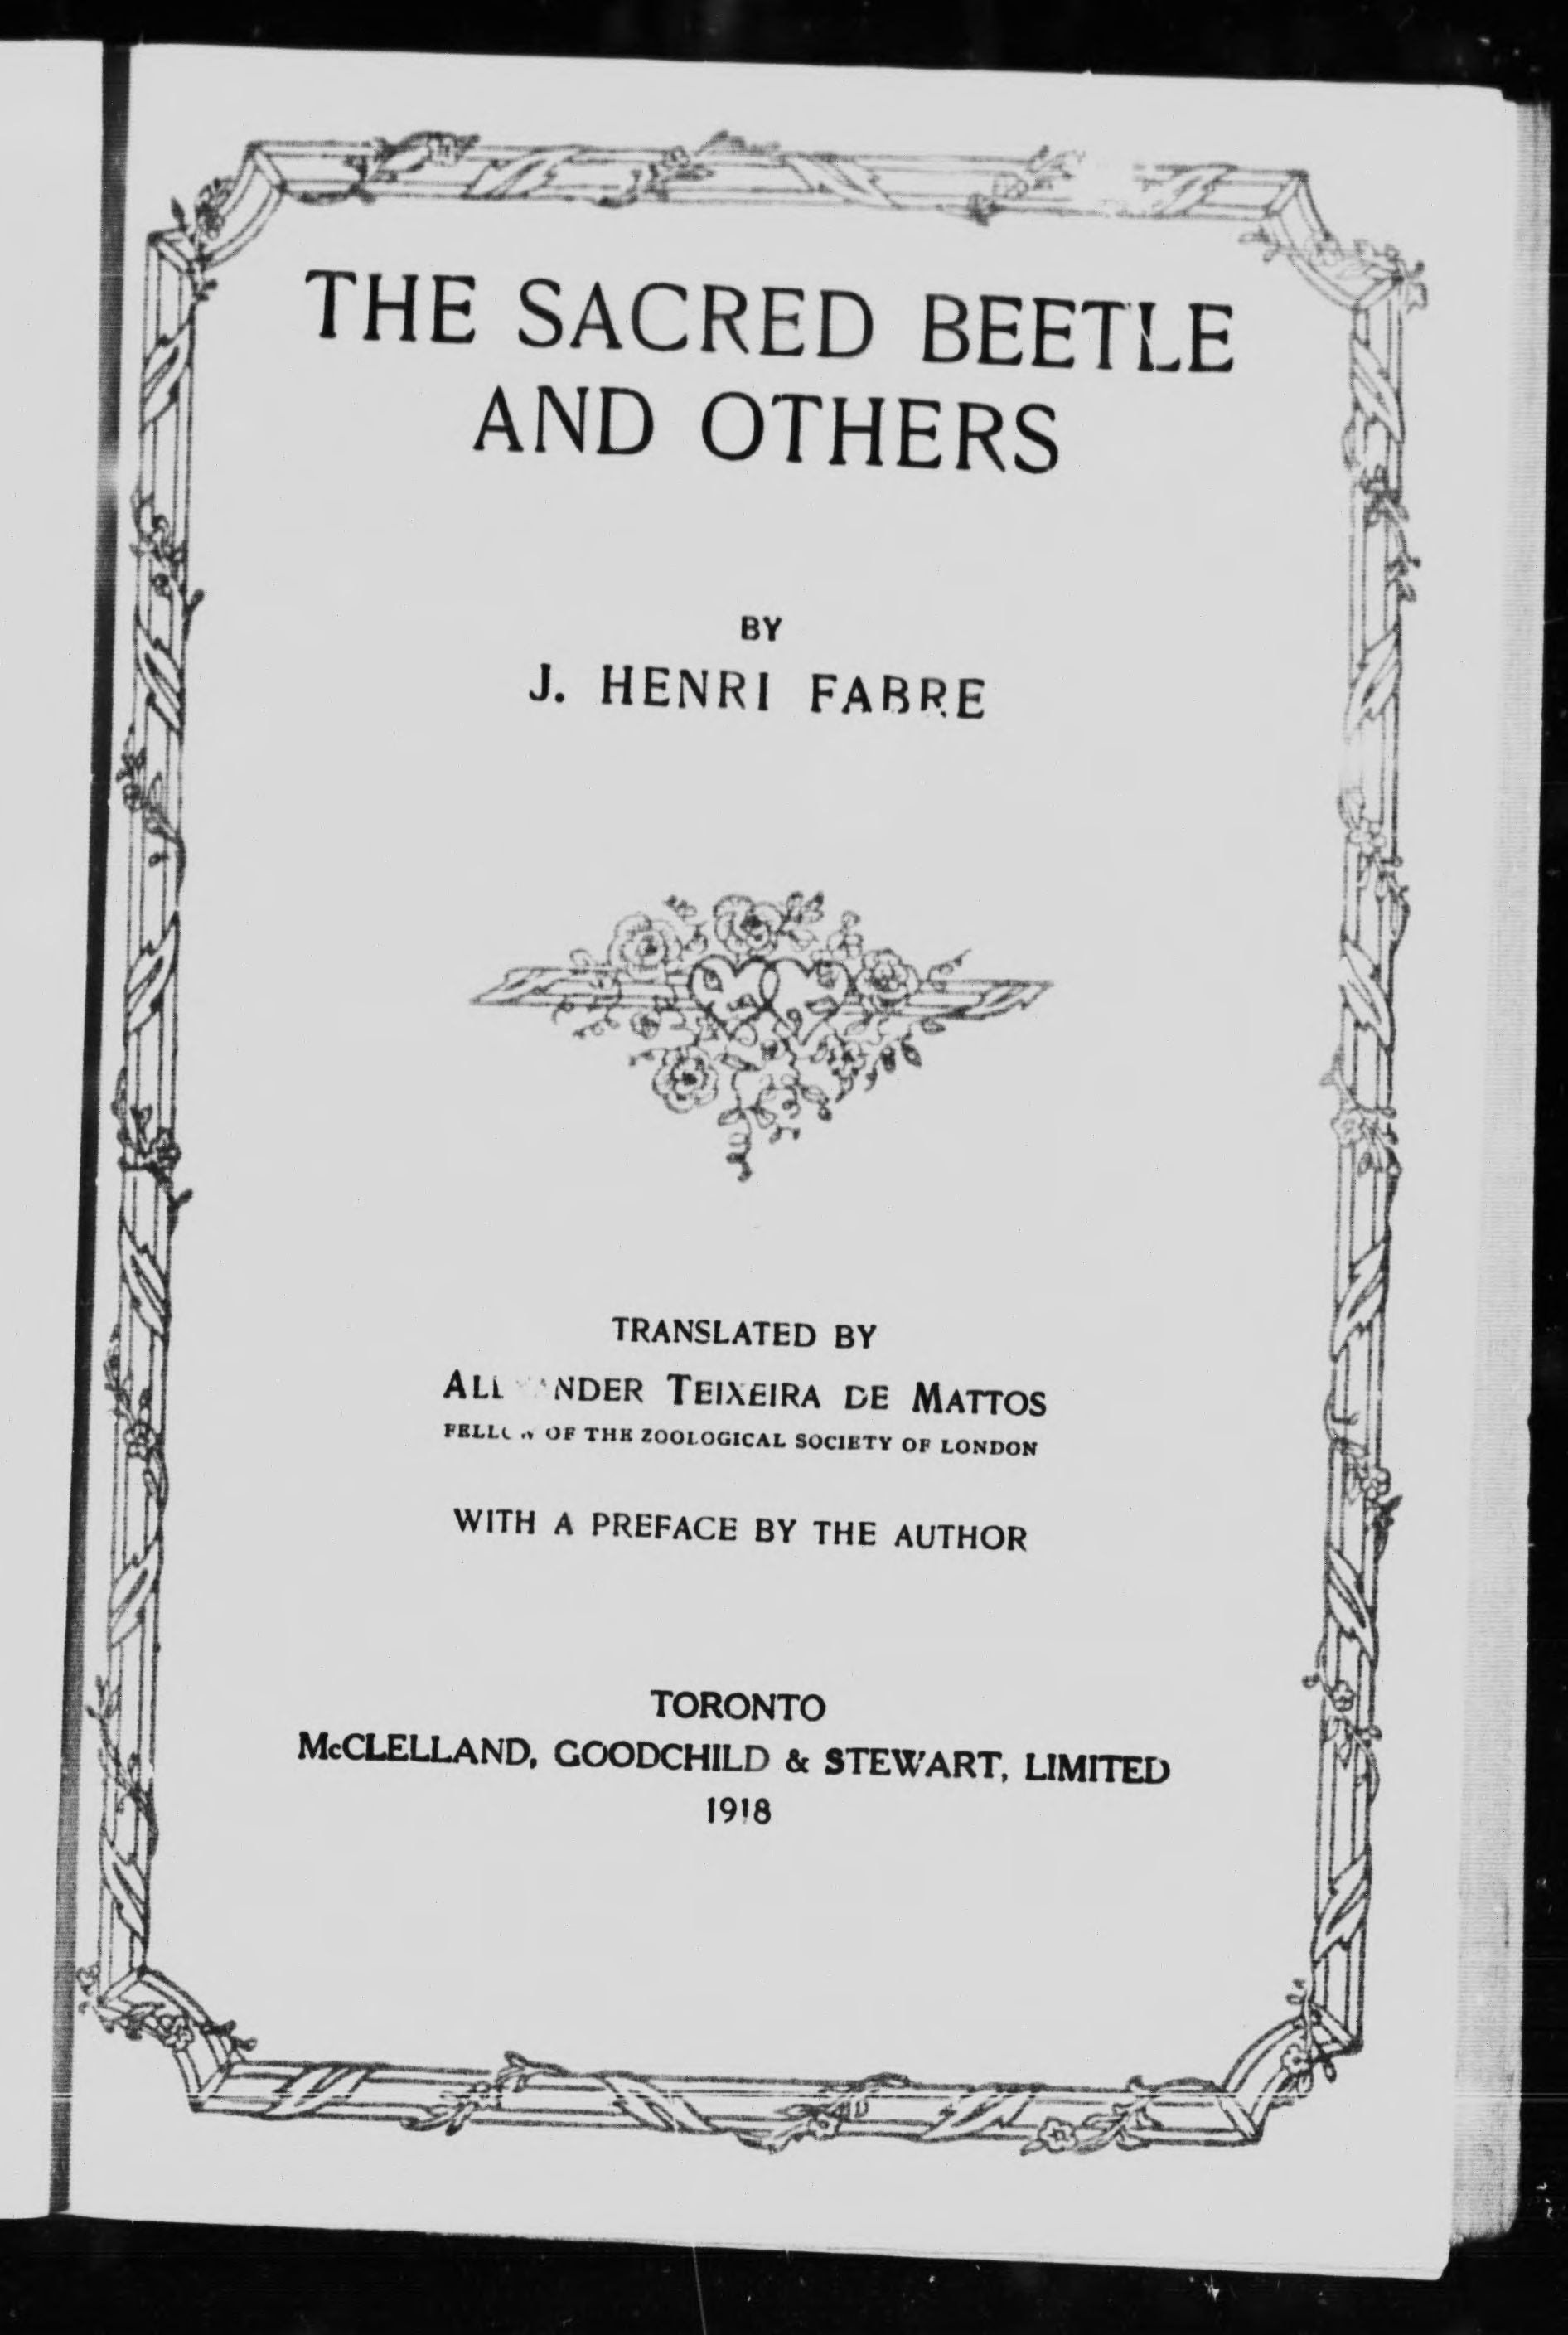 THE SACRED BEETLE
AND OTHERS
BY
J. HENRI FABRE
TRANSLATED BY
TEIXEIRA DE MATTOS
OF THE ZOOLOGICAL SOCIETY OF LONDON
WITH A PREFACE BY THE AUTHOR
TORONTO
McCLELLAND, GOODCHILD & STEWART, LIMITED
1918